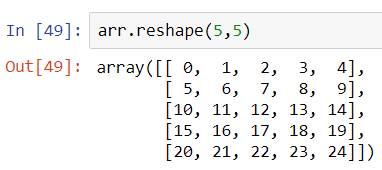 In [49]: arr.reshape(5,5)
Out[49]: array([[ 0,  1,  2,  3,  4],
       [ 5,  6,  7,  8,  9],
       [10, 11, 12, 13, 14],
       [15, 16, 17, 18, 19],
       [20, 21, 22, 23, 24]])